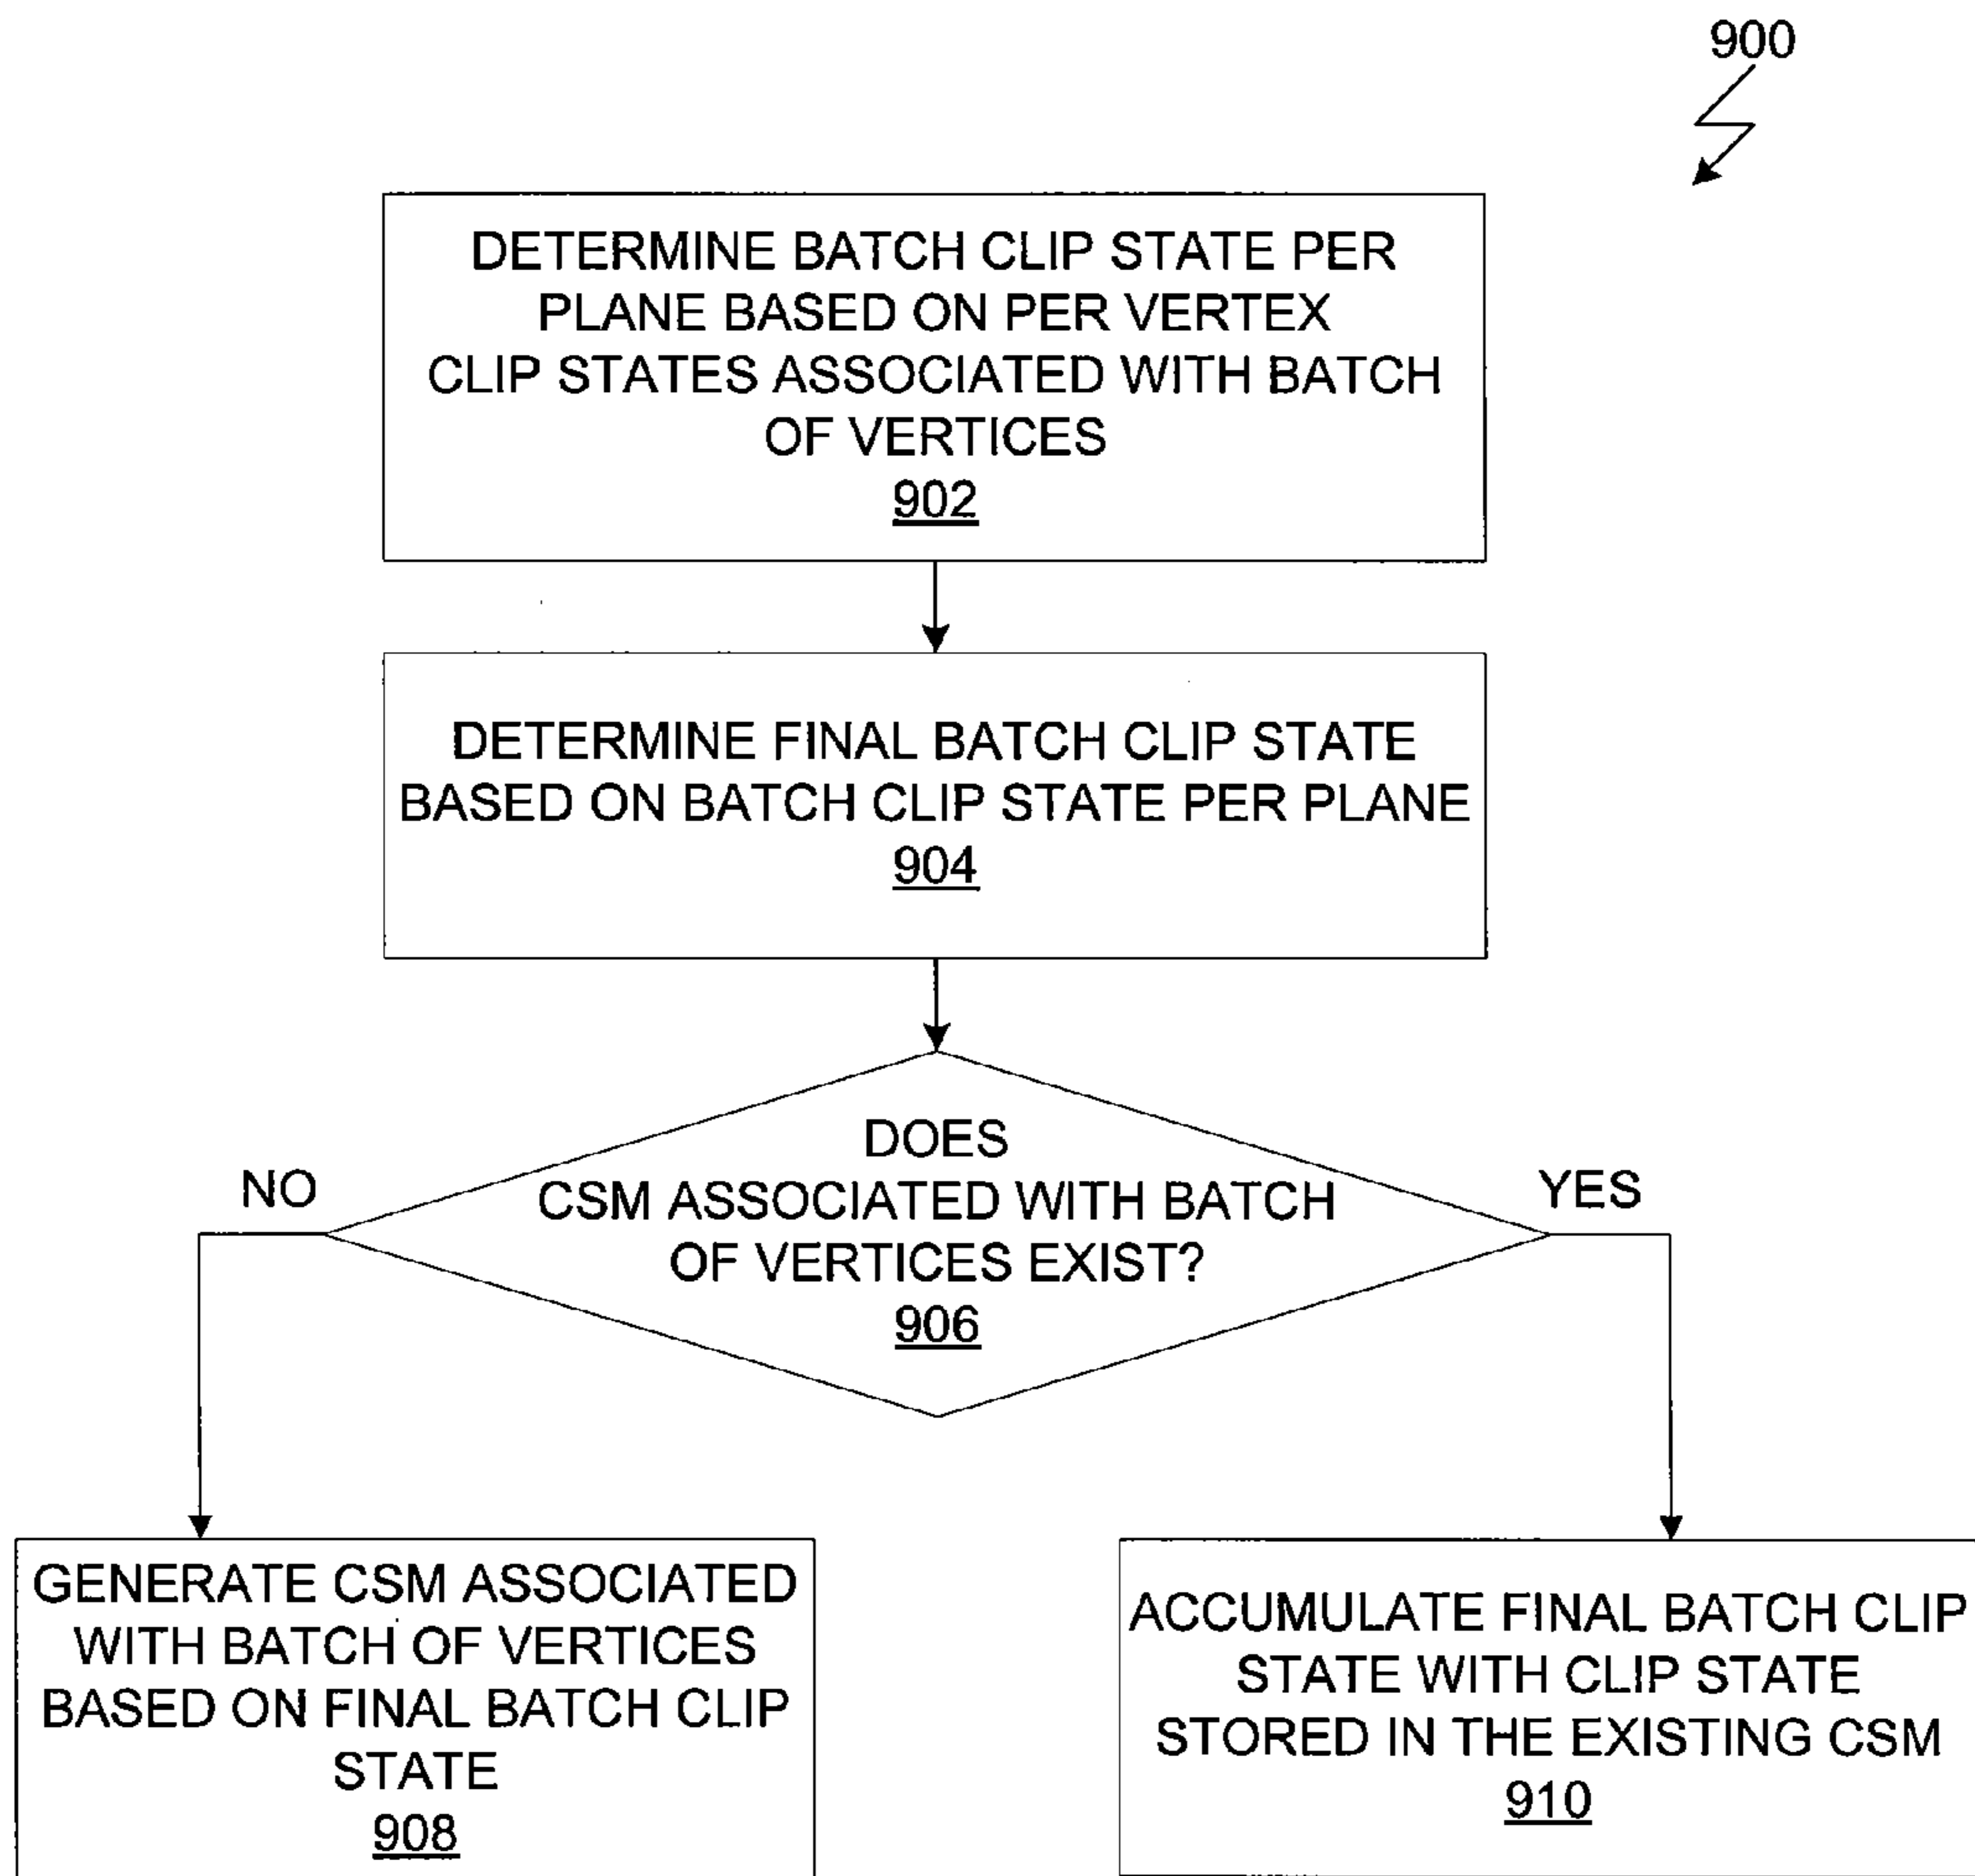 900
DETERMINE BATCH CLIP STATE PER
PLANE BASED ON PER VERTEX
CLIP STATES ASSOCIATED WITH BATCH
OF VERTICES
902
DETERMINE FINAL BATCH CLIP STATE
BASED ON BATCH CLIP STATE PER PLANE
904
DOES
CSM ASSOCIATED WITH BATCH
OF VERTICES EXIST?
906
NO
YES
GENERATE CSM ASSOCIATED
WITH BATCH OF VERTICES
BASED ON FINAL BATCH CLIP
STATE
908
ACCUMULATE FINAL BATCH CLIP
STATE WITH CLIP STATE
STORED IN THE EXISTING CSM
910